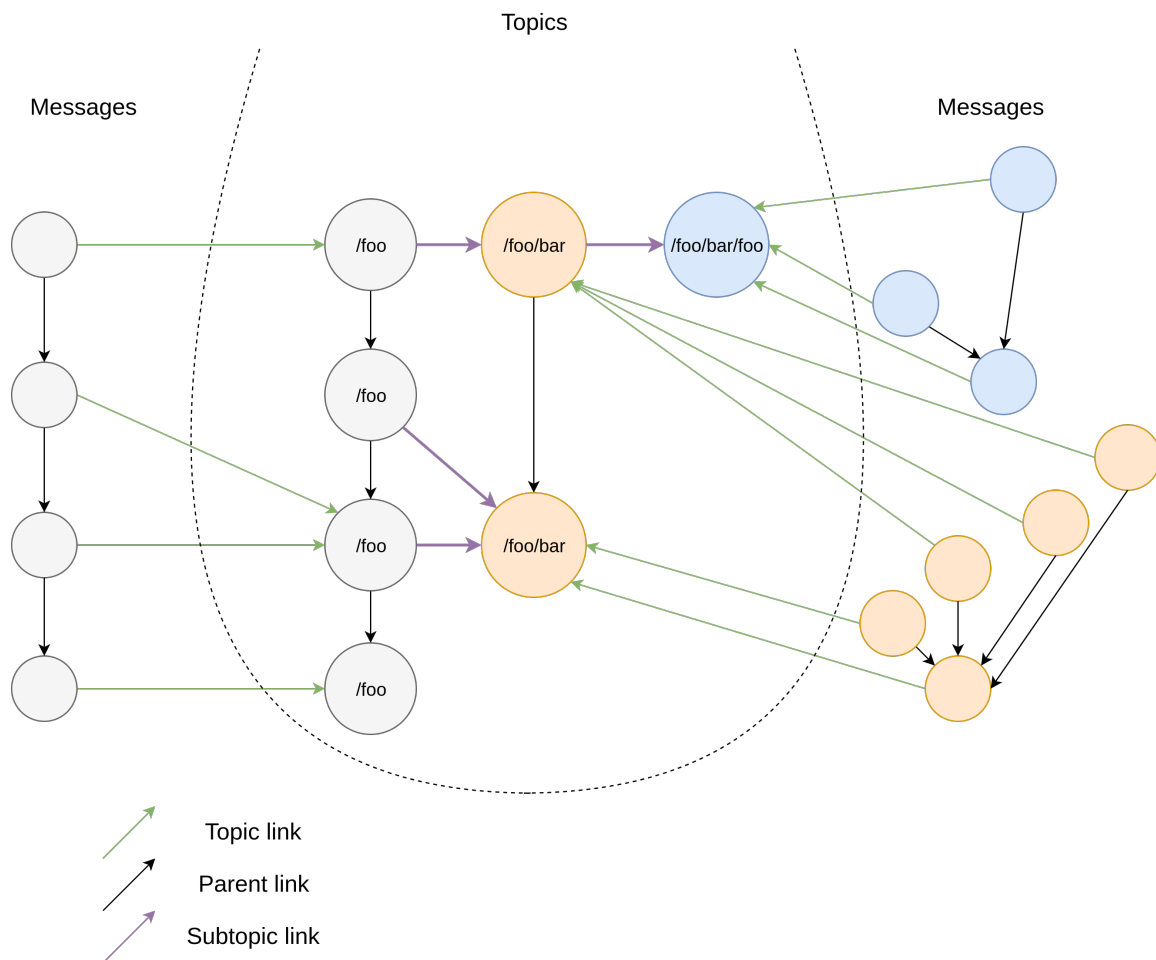 Topics
Messages
Messages
/foo
/foo/bar
/foo/bar/foo
/foo
/foo
/foo/bar
/foo
Topic link
Parent link
Subtopic link